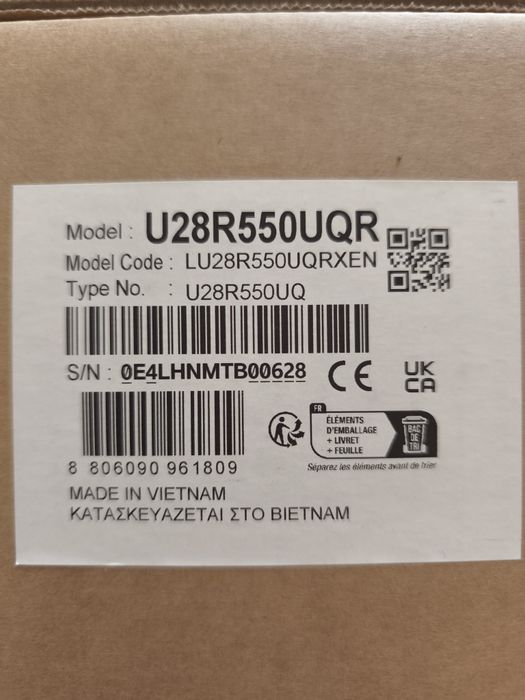 Model : U28R550UQR
Model Code : LU28R550UQRXEN
Type No. : U28R550UQ
S/N : 0E4LHNMTB00628
CE
UK
CA
8 806090 961809
FR
ÉLÉMENTS
D'EMBALLAGE
+ LIVRET
+ FEUILLE
BAC
DE
TRI
Séparez les éléments avant de trier
MADE IN VIETNAM
ΚΑΤΑΣΚΕΥΑΖΕΤΑΙ ΣΤΟ ΒΙΕΤΝΑΜ